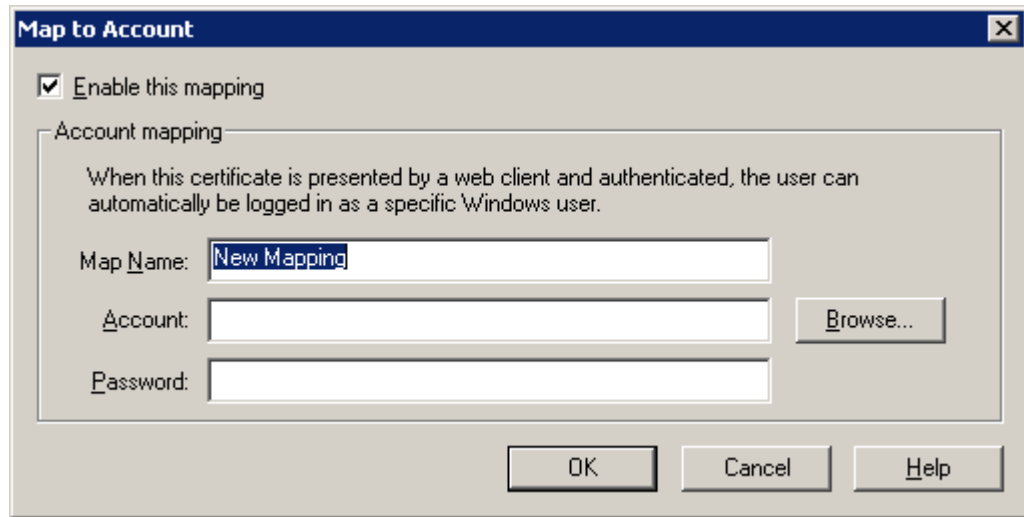 Map to Account
Enable this mapping
Account mapping
When this certificate is presented by a web client and authenticated, the user can
automatically be logged in as a specific Windows user.
Map Name: New Mapping
Account: Browse...
Password:
OK Cancel Help